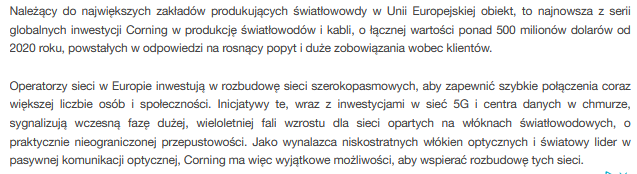 Należący do największych zakładów produkujących światłowowdy w Unii Europejskiej obiekt, to najnowsza z serii
globalnych inwestycji Corning w produkcję światłowodów i kabli, o łącznej wartości ponad 500 milionów dolarów od
2020 roku, powstałych w odpowiedzi na rosnący popyt i duże zobowiązania wobec klientów.
Operatorzy sieci w Europie inwestują w rozbudowę sieci szerokopasmowych, aby zapewnić szybkie połączenia coraz
większej liczbie osób i społeczności. Inicjatywy te, wraz z inwestycjami w sieć 5G i centra danych w chmurze,
sygnalizują wczesną fazę dużej, wieloletniej fali wzrostu dla sieci opartych na włóknach światłowodowych, o
praktycznie nieograniczonej przepustowości. Jako wynalazca niskostratnych włókien optycznych i światowy lider w
pasywnej komunikacji optycznej, Corning ma więc wyjątkowe możliwości, aby wspierać rozbudowę tych sieci.